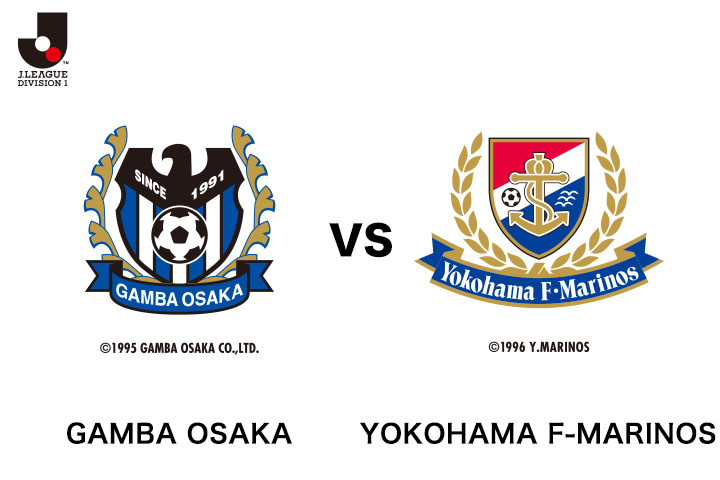 J.LEAGUE
DIVISION 1
TM
SINCE 1991
GAMBA OSAKA
VS
Yokohama F·Marinos
©1995 GAMBA OSAKA CO.,LTD.
©1996 Y.MARINOS
GAMBA OSAKA
YOKOHAMA F-MARINOS